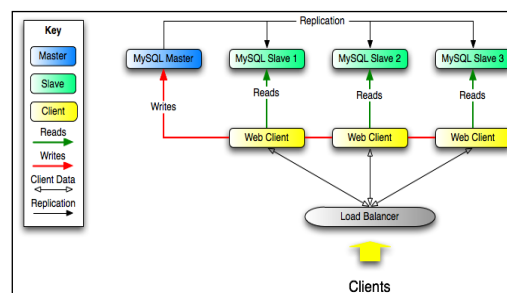 Key
Master
Slave
Client
Reads
Writes
Client Data
Replication
Replication
MySQL Master
MySQL Slave 1
MySQL Slave 2
MySQL Slave 3
Writes
Reads
Reads
Reads
Web Client
Web Client
Web Client
Load Balancer
Clients